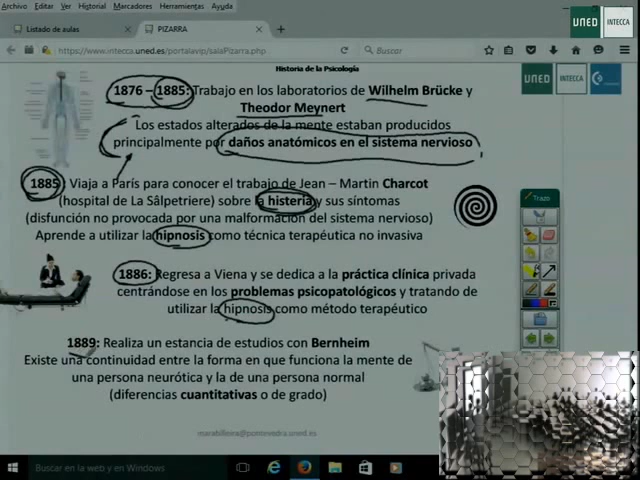 Archivo Editar Ver Historial Marcadores Herramientas Ayuda
UNED INTECCA
Listado de aulas
PIZARRA
https://www.intecca.uned.es/portalavip/salaPizarra.php
Buscar
Historia de la Psicología
UNED INTECCA
1876 – 1885: Trabajo en los laboratorios de Wilhelm Brücke y
Theodor Meynert
Los estados alterados de la mente estaban producidos
principalmente por daños anatómicos en el sistema nervioso
1885: Viaja a París para conocer el trabajo de Jean – Martin Charcot
(hospital de La Sâlpetriere) sobre la histeria y sus síntomas
(disfunción no provocada por una malformación del sistema nervioso)
Aprende a utilizar la hipnosis como técnica terapéutica no invasiva
Trazo
1886: Regresa a Viena y se dedica a la práctica clínica privada
centrándose en los problemas psicopatológicos y tratando de
utilizar la hipnosis como método terapéutico
1889: Realiza un estancia de estudios con Bernheim
Existe una continuidad entre la forma en que funciona la mente de
una persona neurótica y la de una persona normal
(diferencias cuantitativas o de grado)
Buscar en la web y en Windows